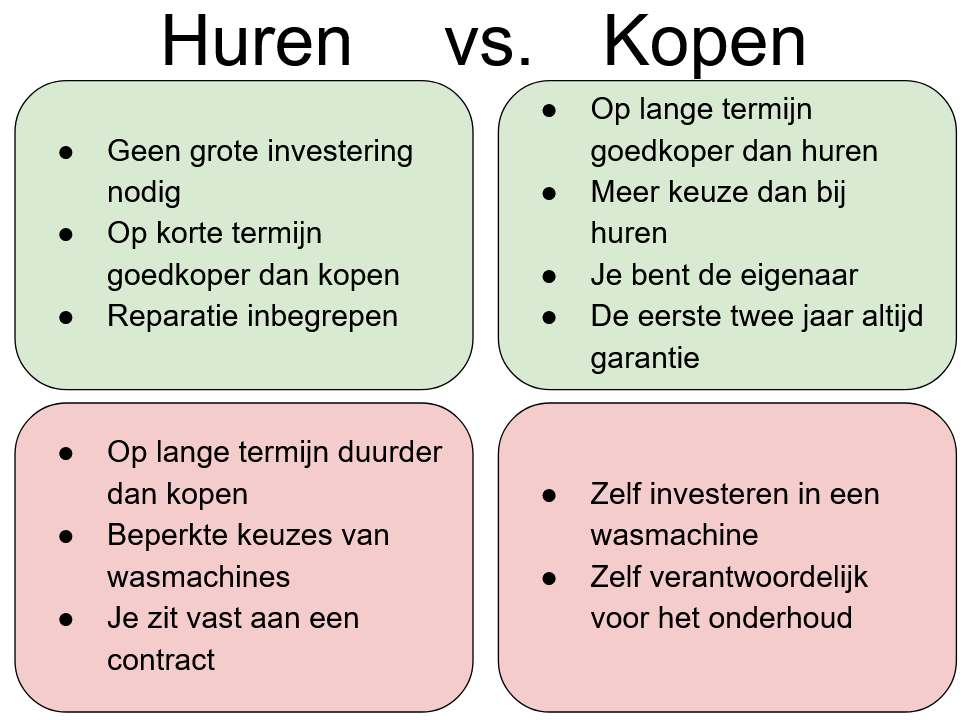 Huren vs. Kopen
● Geen grote investering
nodig
● Op korte termijn
goedkoper dan kopen
● Reparatie inbegrepen
● Op lange termijn
goedkoper dan huren
● Meer keuze dan bij
huren
● Je bent de eigenaar
● De eerste twee jaar altijd
garantie
● Op lange termijn duurder
dan kopen
● Beperkte keuzes van
wasmachines
● Je zit vast aan een
contract
● Zelf investeren in een
wasmachine
● Zelf verantwoordelijk
voor het onderhoud